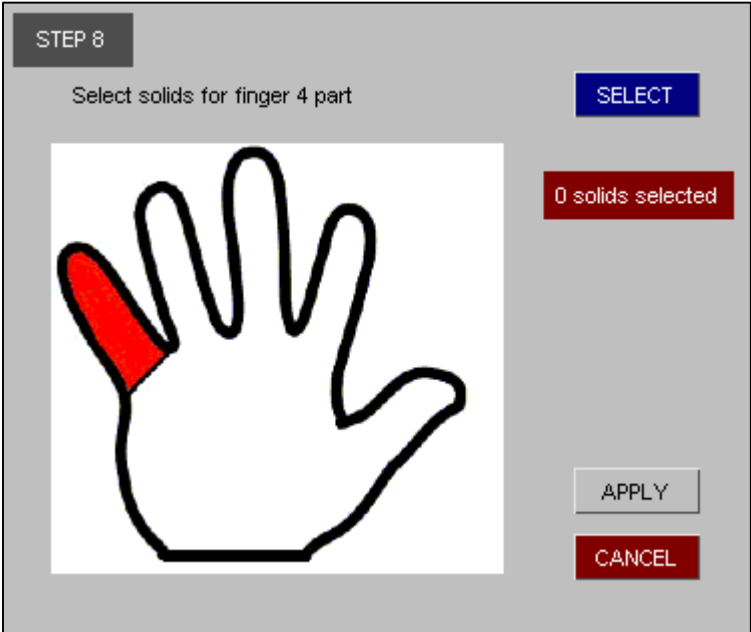 STEP 8
Select solids for finger 4 part
SELECT
0 solids selected
APPLY
CANCEL